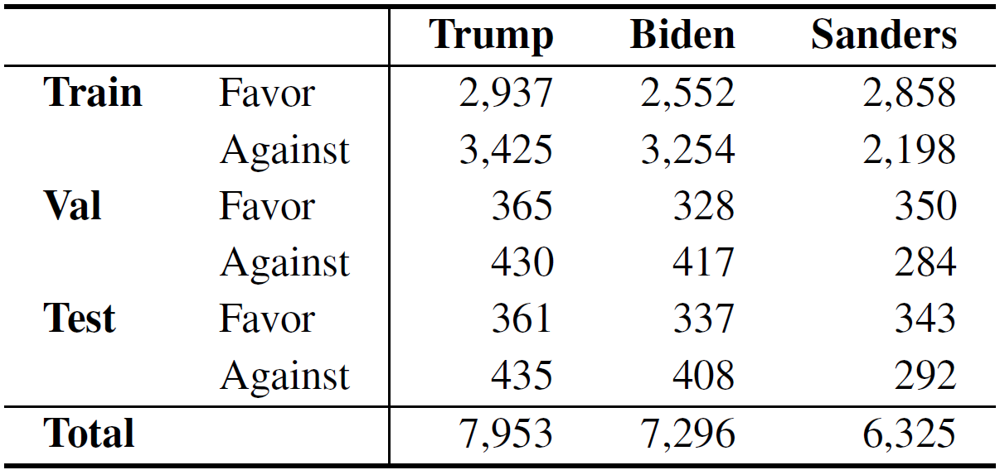 Trump Biden Sanders
Train Favor 2,937 2,552 2,858
Against 3,425 3,254 2,198
Val Favor 365 328 350
Against 430 417 284
Test Favor 361 337 343
Against 435 408 292
Total 7,953 7,296 6,325